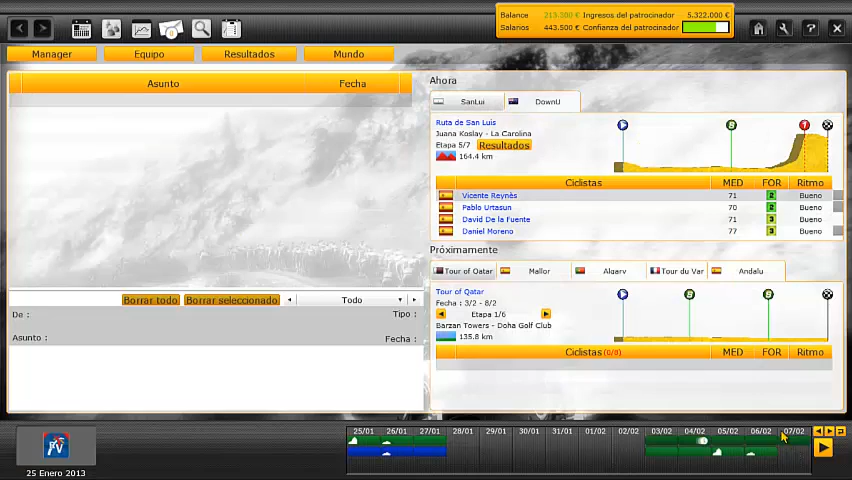 Balance 213.500 € Ingresos del patrocinador 5.322.000 €
Salarios 443.500 € Confianza del patrocinador
Manager Equipo Resultados Mundo
Asunto Fecha
Ahora
SanLui DownU
Ruta de San Luis
Juana Koslay - La Carolina
Etapa 5/7 Resultados
164.4 km
Ciclistas MED FOR Ritmo
Vicente Reynès 71 2 Bueno
Pablo Urtasun 70 2 Bueno
David De la Fuente 71 3 Bueno
Daniel Moreno 77 3 Bueno
Próximamente
Tour of Qatar Mallor Algarv Tour du Var Andalu
Tour of Qatar
Fecha : 3/2 - 8/2
Etapa 1/6
Barzan Towers - Doha Golf Club
135.8 km
Ciclistas (0/8) MED FOR Ritmo
Borrar todo Borrar seleccionado Todo
De : Tipo :
Asunto : Fecha :
25/01 26/01 27/01 28/01 29/01 30/01 31/01 01/02 02/02 03/02 04/02 05/02 06/02 07/02
25 Enero 2013